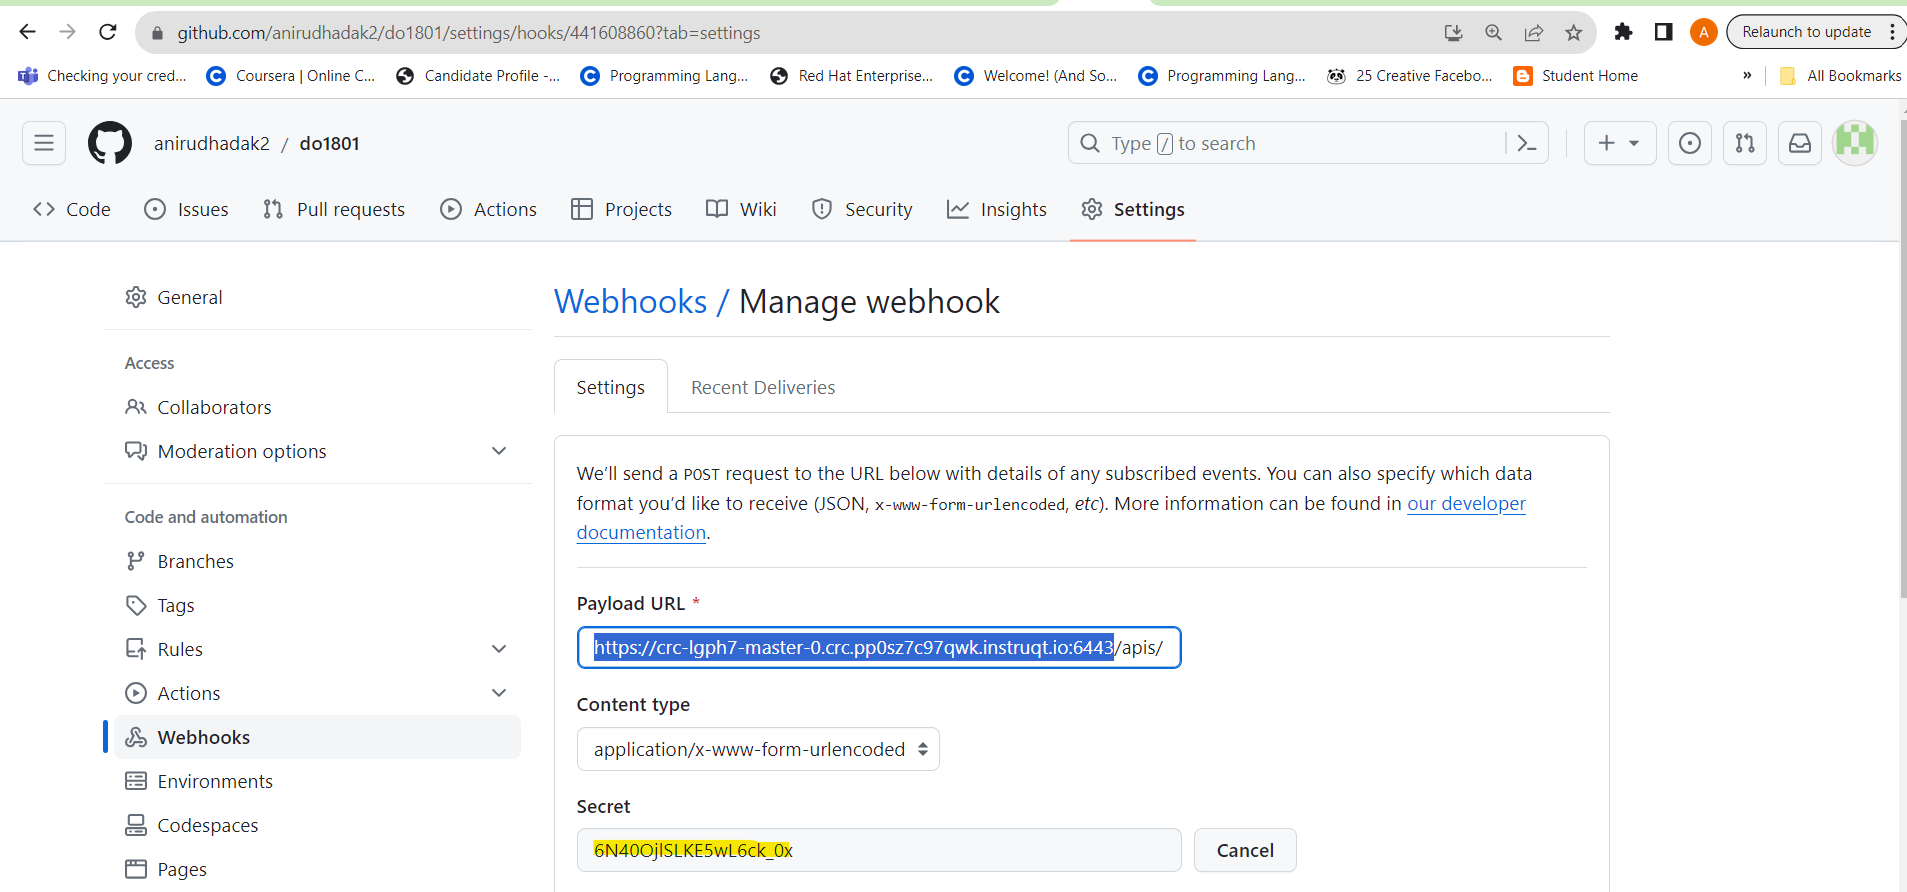 github.com/anirudhadak2/do1801/settings/hooks/441608860?tab=settings
A
Relaunch to update
Checking your cred...
Coursera | Online C...
Candidate Profile -...
Programming Lang...
Red Hat Enterprise...
Welcome! (And So...
Programming Lang...
25 Creative Facebo...
Student Home
»
All Bookmarks
anirudhadak2 / do1801
Type / to search
Code
Issues
Pull requests
Actions
Projects
Wiki
Security
Insights
Settings
General
Access
Collaborators
Moderation options
Code and automation
Branches
Tags
Rules
Actions
Webhooks
Environments
Codespaces
Pages
Webhooks / Manage webhook
Settings
Recent Deliveries
We'll send a POST request to the URL below with details of any subscribed events. You can also specify which data
format you'd like to receive (JSON, x-www-form-urlencoded, etc). More information can be found in our developer
documentation.
Payload URL *
https://crc-lgph7-master-0.crc.pp0sz7c97qwk.instruqt.io:6443/apis/
Content type
application/x-www-form-urlencoded
Secret
6N40OjlSLKE5wL6ck_0x
Cancel